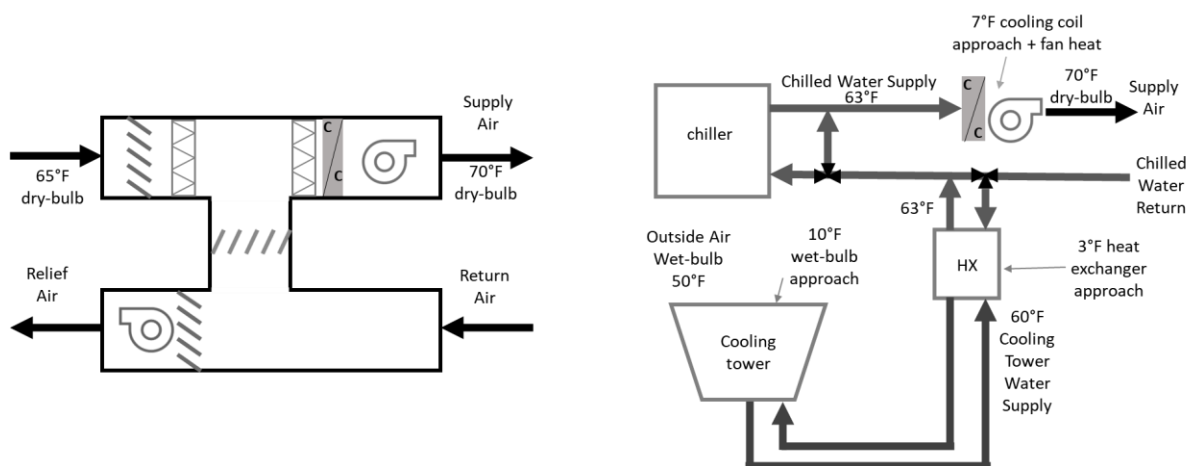 Supply
Air
65°F
dry-bulb
C
C
70°F
dry-bulb
Relief
Air
Return
Air
7°F cooling coil
approach + fan heat
Chilled Water Supply
63°F
C
C
70°F
dry-bulb
Supply
Air
chiller
63°F
Chilled
Water
Return
Outside Air
Wet-bulb
50°F
10°F
wet-bulb
approach
HX
3°F heat
exchanger
approach
Cooling
tower
60°F
Cooling
Tower
Water
Supply